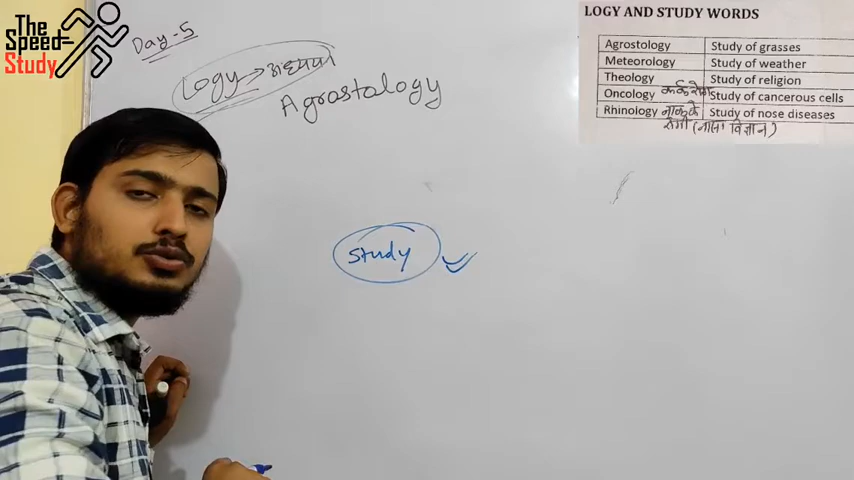 The
Speed
Study
Day-5
Logy → अध्ययन
Agrostology
study
LOGY AND STUDY WORDS
Agrostology Study of grasses
Meteorology Study of weather
Theology Study of religion
Oncology कर्क रोग Study of cancerous cells
Rhinology नाक के Study of nose diseases
रोगों (नासा विज्ञान)